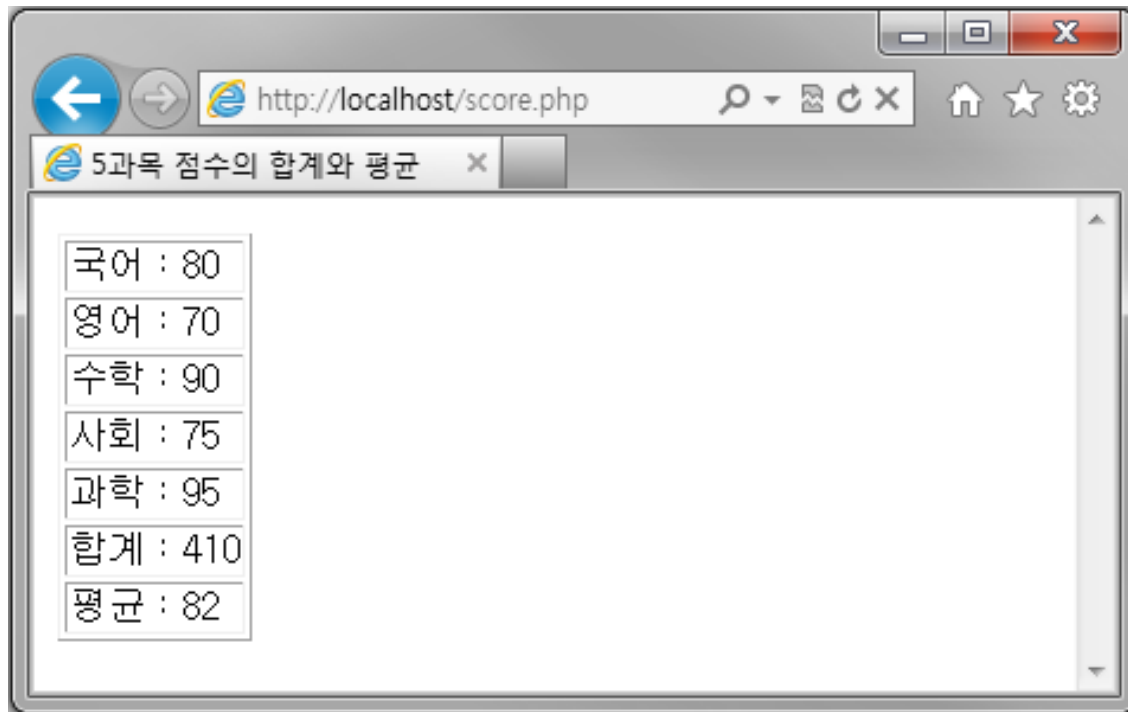 http://localhost/score.php
5과목 점수의 합계와 평균
국어 : 80
영어 : 70
수학 : 90
사회 : 75
과학 : 95
합계 : 410
평균 : 82